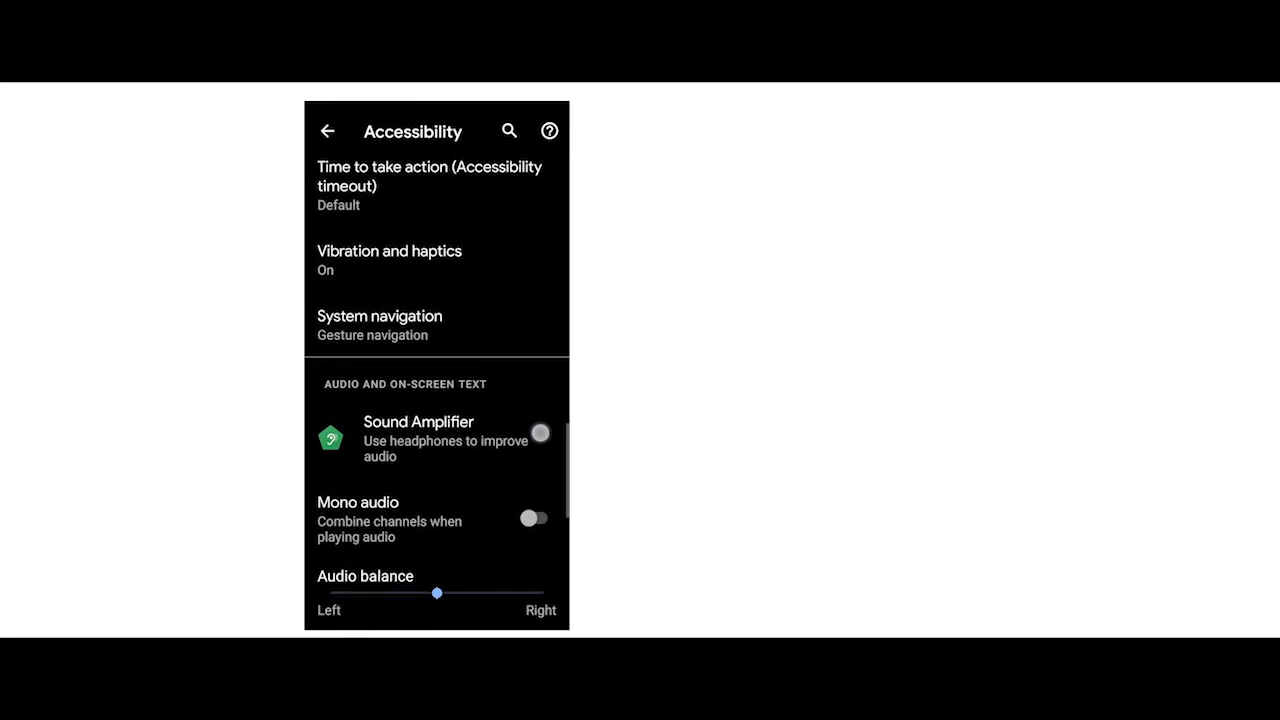 Accessibility
Time to take action (Accessibility
timeout)
Default
Vibration and haptics
On
System navigation
Gesture navigation
AUDIO AND ON-SCREEN TEXT
Sound Amplifier
Use headphones to improve
audio
Mono audio
Combine channels when
playing audio
Audio balance
Left Right